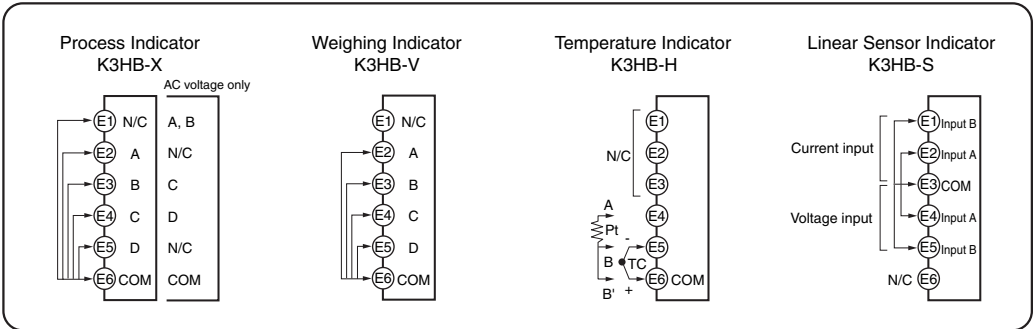 Process Indicator
K3HB-X
AC voltage only
E1 N/C A, B
E2 A N/C
E3 B C
E4 C D
E5 D N/C
E6 COM COM
Weighing Indicator
K3HB-V
E1 N/C
E2 A
E3 B
E4 C
E5 D
E6 COM
Temperature Indicator
K3HB-H
E1
N/C E2
E3
A E4
Pt
- E5
B TC
B' + E6 COM
Linear Sensor Indicator
K3HB-S
E1 Input B
Current input
E2 Input A
E3 COM
Voltage input
E4 Input A
E5 Input B
N/C E6